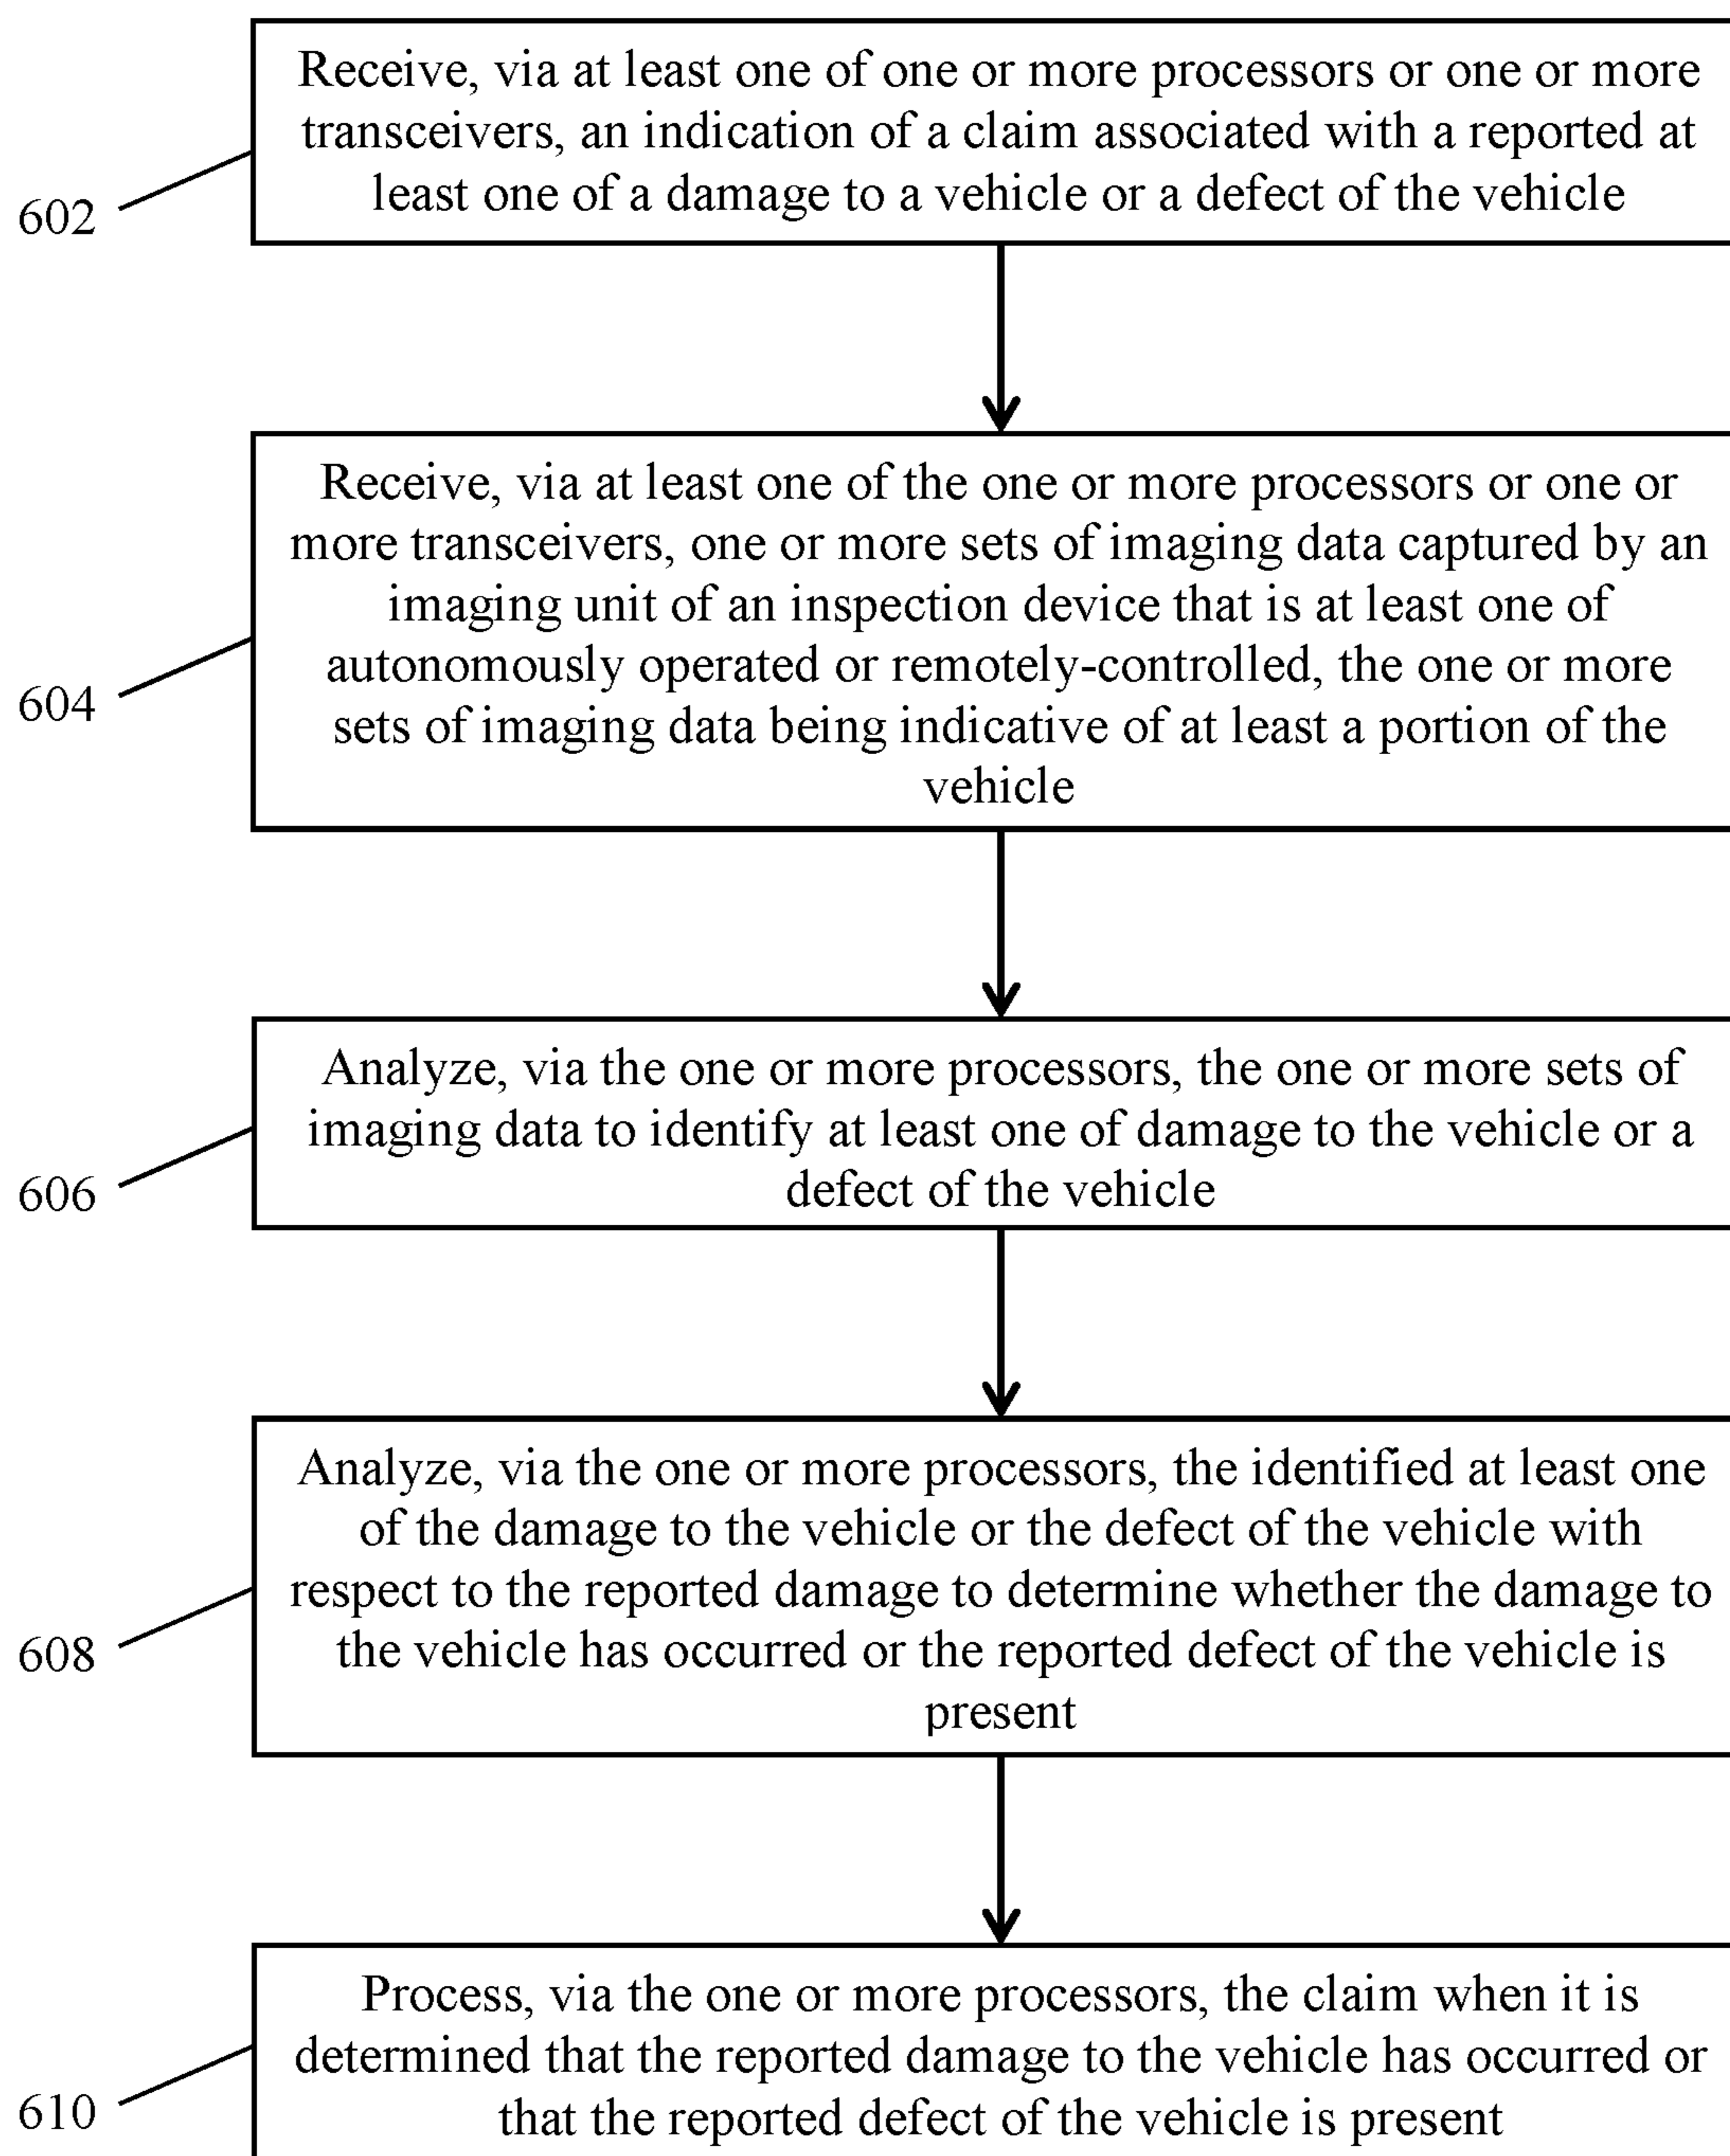 Receive, via at least one of one or more processors or one or more
transceivers, an indication of a claim associated with a reported at
least one of a damage to a vehicle or a defect of the vehicle
602
Receive, via at least one of the one or more processors or one or
more transceivers, one or more sets of imaging data captured by an
imaging unit of an inspection device that is at least one of
autonomously operated or remotely-controlled, the one or more
sets of imaging data being indicative of at least a portion of the
vehicle
604
Analyze, via the one or more processors, the one or more sets of
imaging data to identify at least one of damage to the vehicle or a
defect of the vehicle
606
Analyze, via the one or more processors, the identified at least one
of the damage to the vehicle or the defect of the vehicle with
respect to the reported damage to determine whether the damage to
the vehicle has occurred or the reported defect of the vehicle is
present
608
Process, via the one or more processors, the claim when it is
determined that the reported damage to the vehicle has occurred or
that the reported defect of the vehicle is present
610